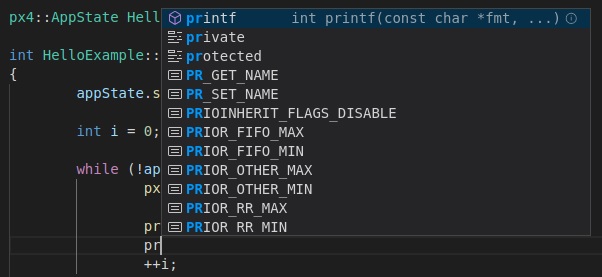 px4::AppState Hell
printf int printf(const char *fmt, ...)
private
int HelloExample::
protected
{
PR_GET_NAME
appState.s
PR_SET_NAME
PRIOINHERIT_FLAGS_DISABLE
int i = 0;
PRIOR_FIFO_MAX
PRIOR_FIFO_MIN
while (!ap
PRIOR_OTHER_MAX
px
PRIOR_OTHER_MIN
PRIOR_RR_MAX
pr
PRIOR_RR_MIN
pr
++i;